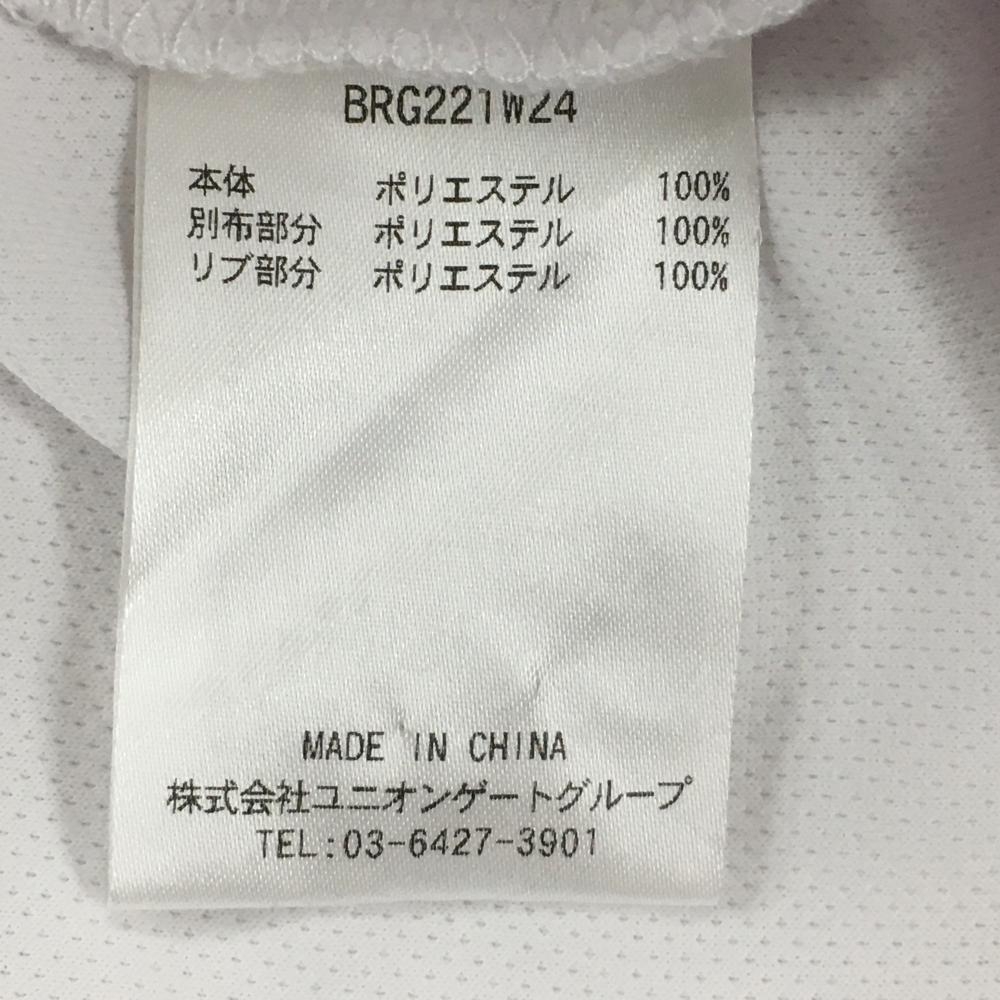 BRG221W24
本体 ポリエステル 100%
別布部分 ポリエステル 100%
リブ部分 ポリエステル 100%
MADE IN CHINA
株式会社ユニオンゲートグループ
TEL:03-6427-3901